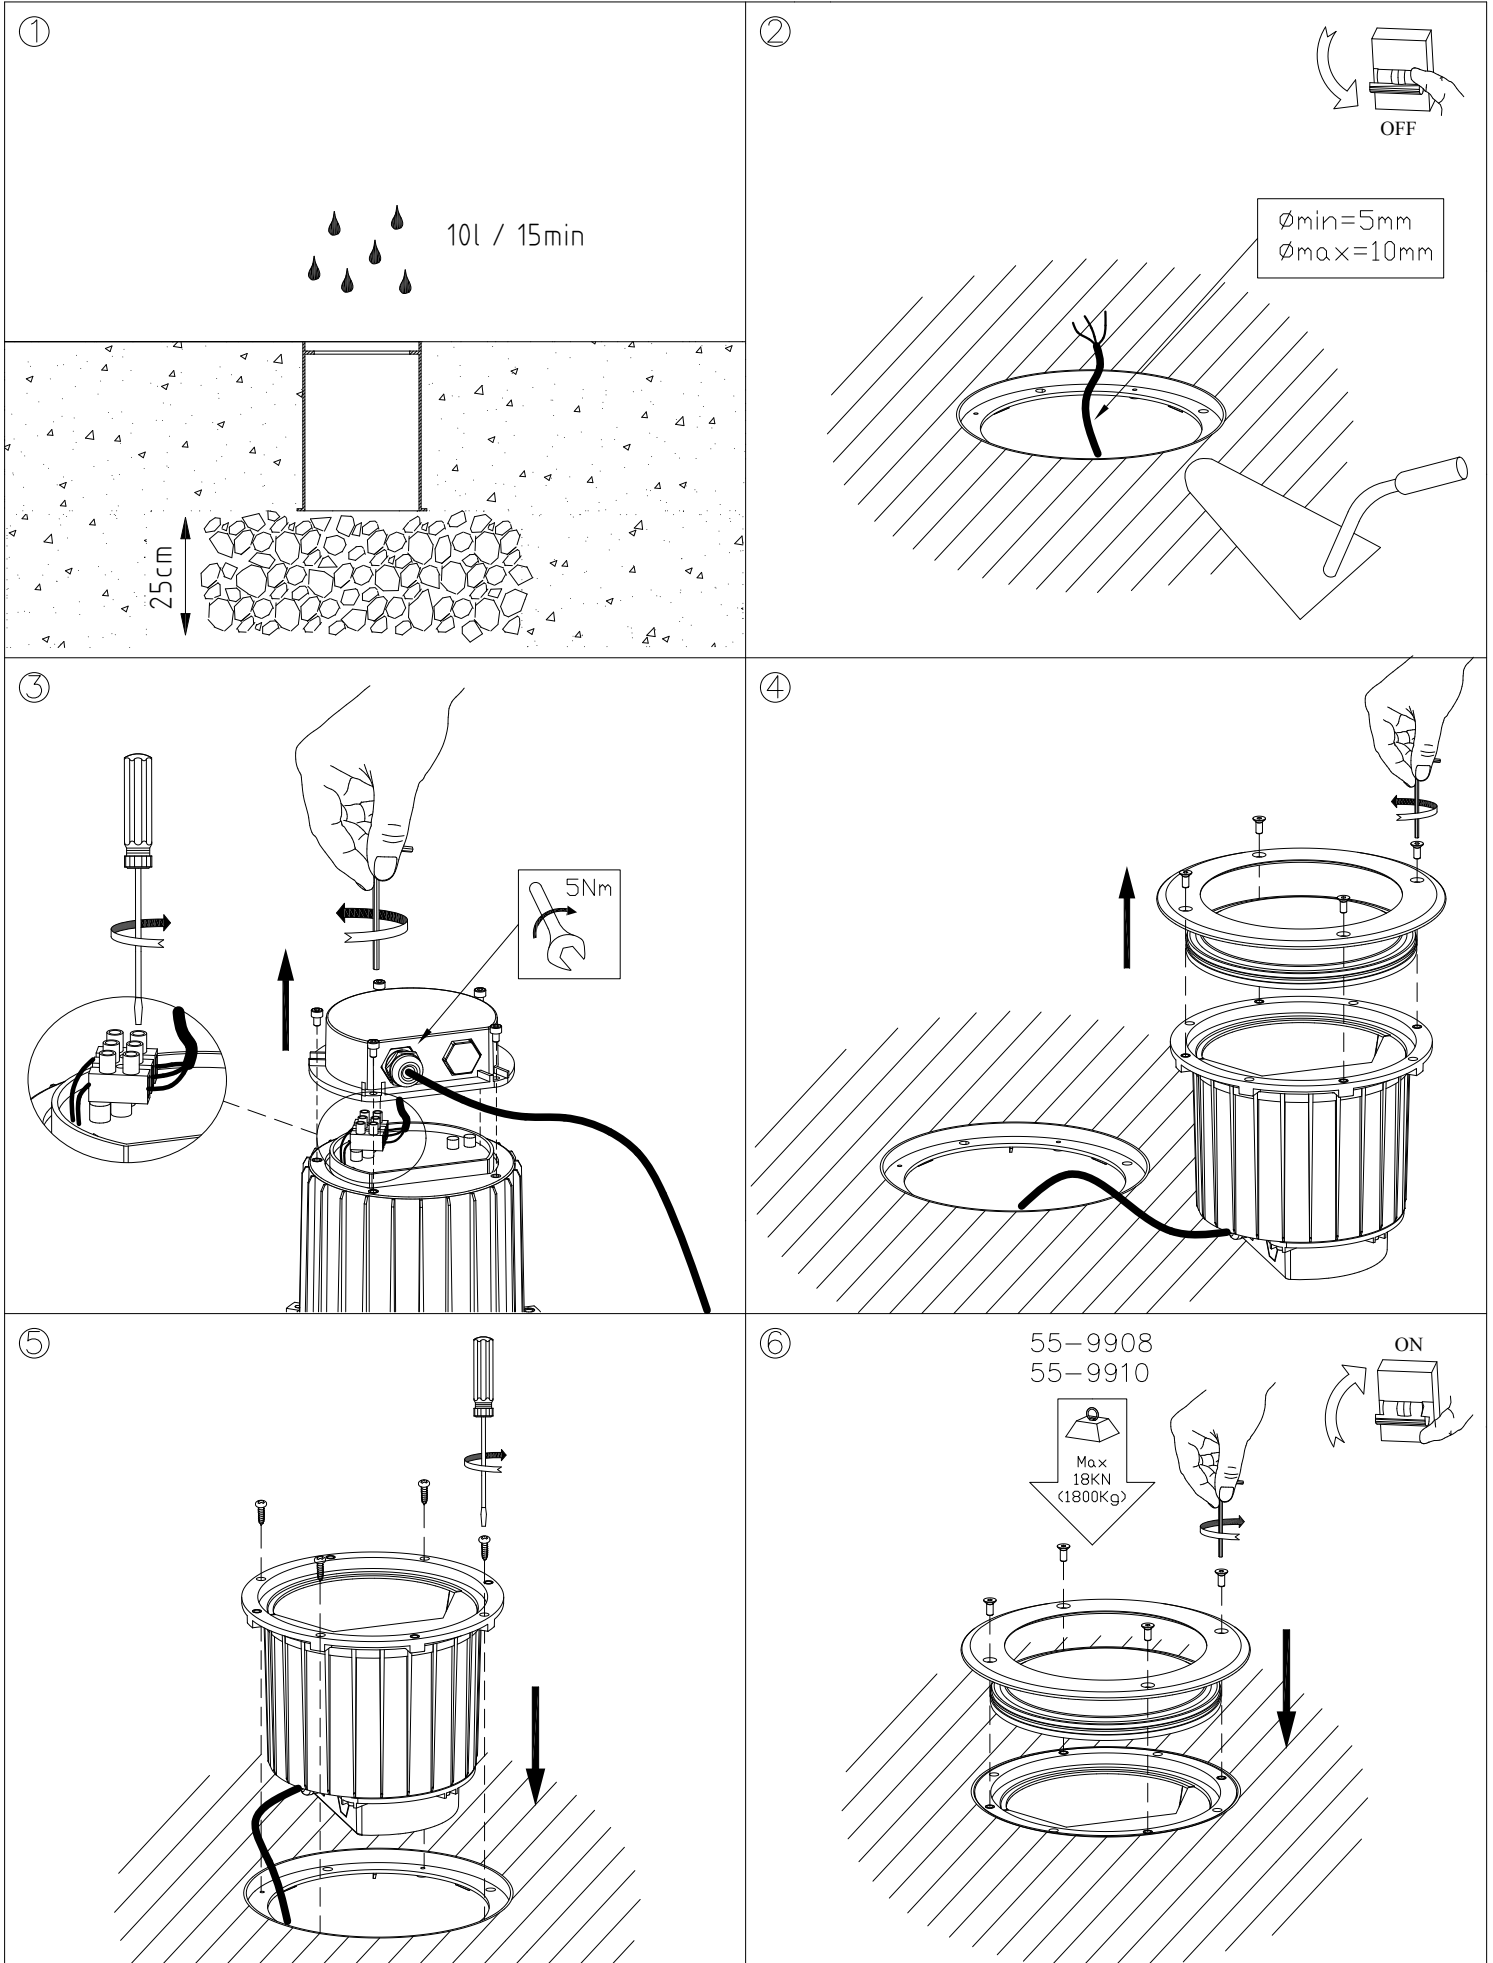 1
10l / 15min
25cm
2
OFF
Ømin=5mm
Ømax=10mm
3
5Nm
4
5
6
55-9908
55-9910
ON
Max
18KN
(1800Kg)